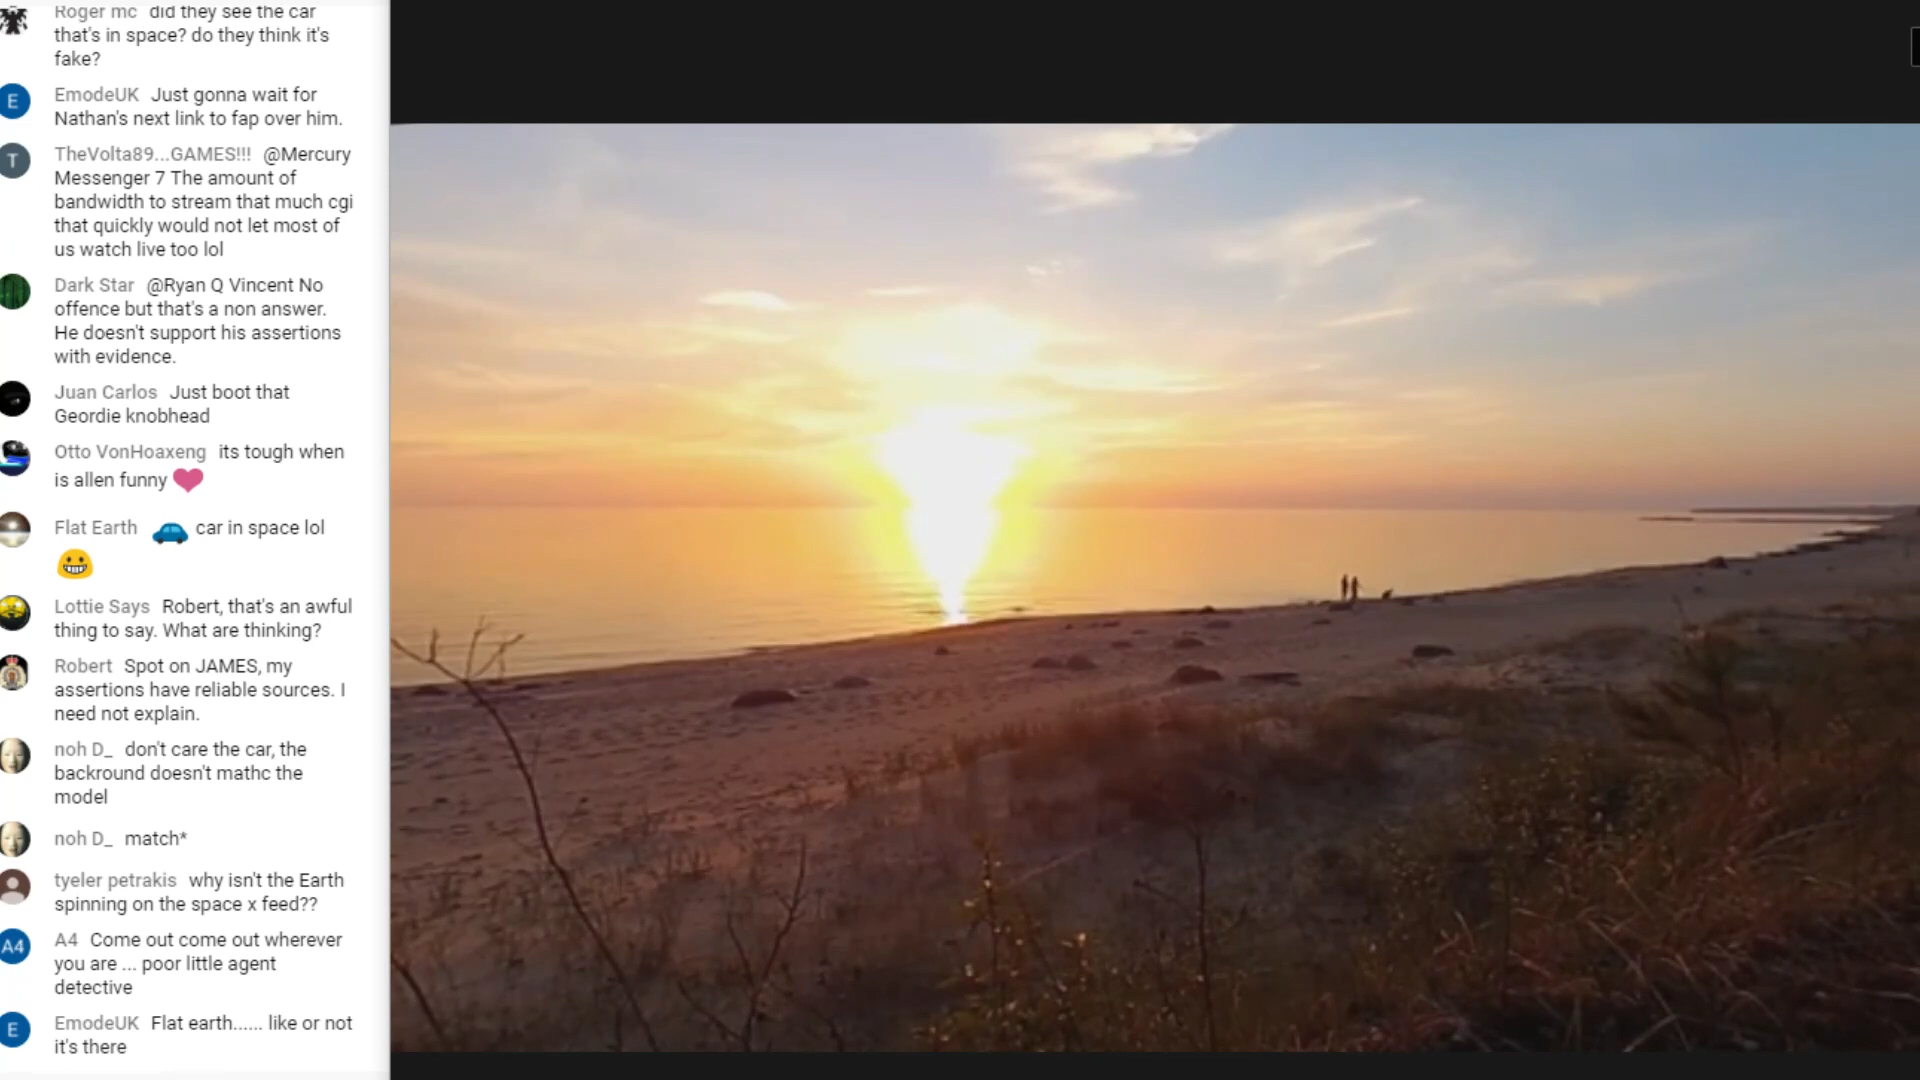 Roger mc did they see the car
that's in space? do they think it's
fake?
E
EmodeUK Just gonna wait for
Nathan's next link to fap over him.
T
TheVolta89...GAMES!!! @Mercury
Messenger 7 The amount of
bandwidth to stream that much cgi
that quickly would not let most of
us watch live too lol
Dark Star @Ryan Q Vincent No
offence but that's a non answer.
He doesn't support his assertions
with evidence.
Juan Carlos Just boot that
Geordie knobhead
Otto VonHoaxeng its tough when
is allen funny
Flat Earth car in space lol
Lottie Says Robert, that's an awful
thing to say. What are thinking?
Robert Spot on JAMES, my
assertions have reliable sources. I
need not explain.
noh D_ don't care the car, the
backround doesn't mathc the
model
noh D_ match*
tyeler petrakis why isn't the Earth
spinning on the space x feed??
A4
A4 Come out come out wherever
you are ... poor little agent
detective
E
EmodeUK Flat earth...... like or not
it's there